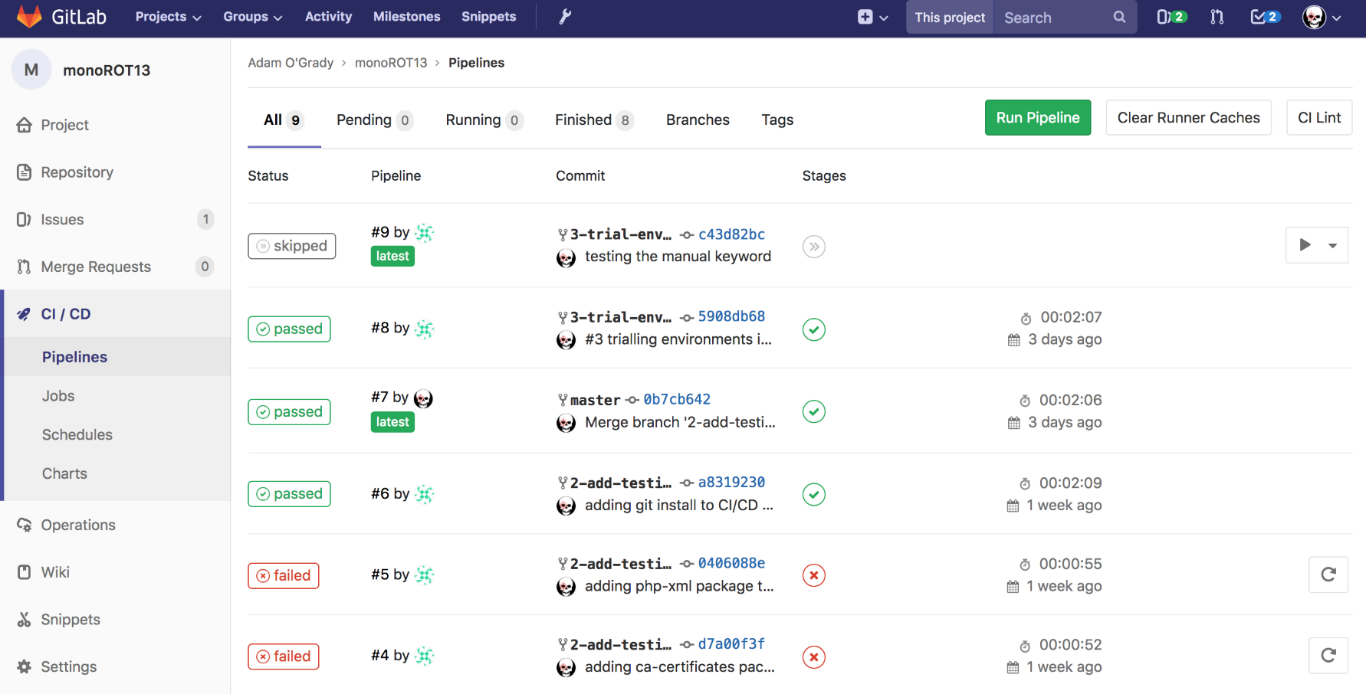 GitLab Projects Groups Activity Milestones Snippets This project Search 2 2
M monoROT13
Project
Repository
Issues 1
Merge Requests 0
CI / CD
Pipelines
Jobs
Schedules
Charts
Operations
Wiki
Snippets
Settings
Adam O'Grady › monoROT13 › Pipelines
All 9 Pending 0 Running 0 Finished 8 Branches Tags Run Pipeline Clear Runner Caches CI Lint
Status Pipeline Commit Stages
skipped #9 by latest 3-trial-env… c43d82bc
testing the manual keyword
passed #8 by 3-trial-env… 5908db68 00:02:07
#3 trialling environments i… 3 days ago
passed #7 by latest master 0b7cb642 00:02:06
Merge branch '2-add-testi… 3 days ago
passed #6 by 2-add-testi… a8319230 00:02:09
adding git install to CI/CD … 1 week ago
failed #5 by 2-add-testi… 0406088e 00:00:55
adding php-xml package t… 1 week ago
failed #4 by 2-add-testi… d7a00f3f 00:00:52
adding ca-certificates pac… 1 week ago